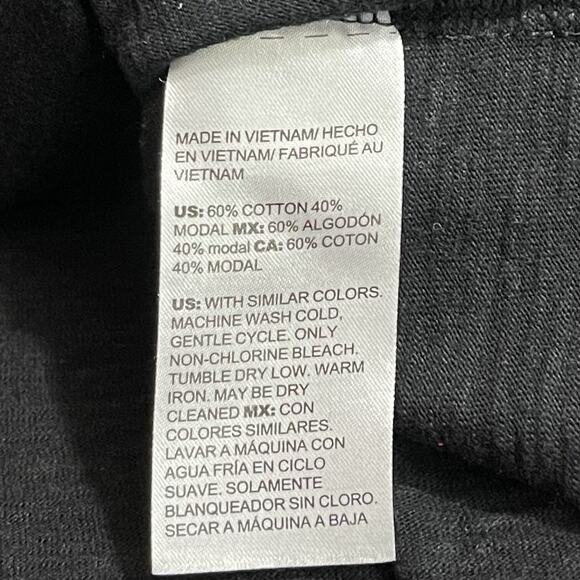 MADE IN VIETNAM/ HECHO
EN VIETNAM/ FABRIQUÉ AU
VIETNAM
US: 60% COTTON 40%
MODAL MX: 60% ALGODÓN
40% modal CA: 60% COTON
40% MODAL
US: WITH SIMILAR COLORS.
MACHINE WASH COLD,
GENTLE CYCLE. ONLY
NON-CHLORINE BLEACH.
TUMBLE DRY LOW. WARM
IRON. MAY BE DRY
CLEANED MX: CON
COLORES SIMILARES.
LAVAR A MÁQUINA CON
AGUA FRÍA EN CICLO
SUAVE. SOLAMENTE
BLANQUEADOR SIN CLORO.
SECAR A MÁQUINA A BAJA